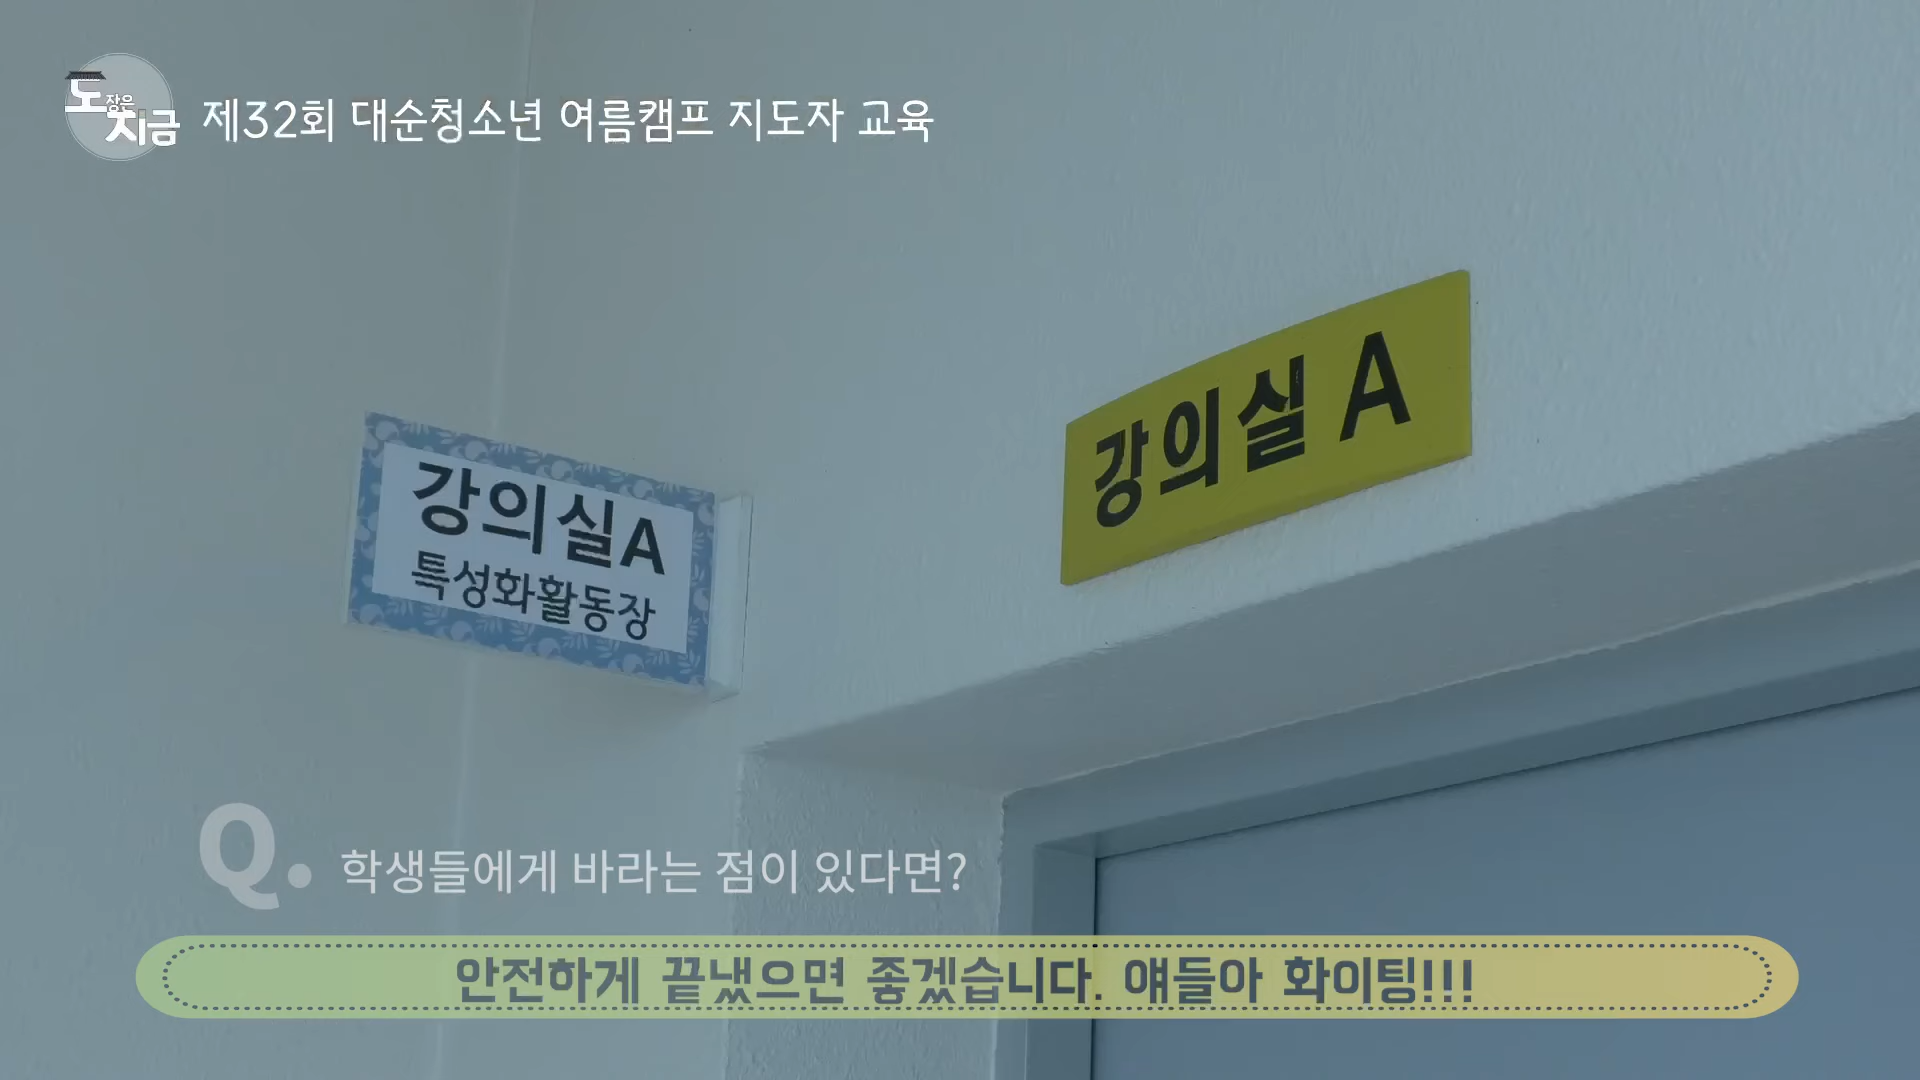 도장은
지금
제32회 대순청소년 여름캠프 지도자 교육
강의실 A
강의실A
특성화활동장
Q. 학생들에게 바라는 점이 있다면?
안전하게 끝냈으면 좋겠습니다. 얘들아 화이팅!!!